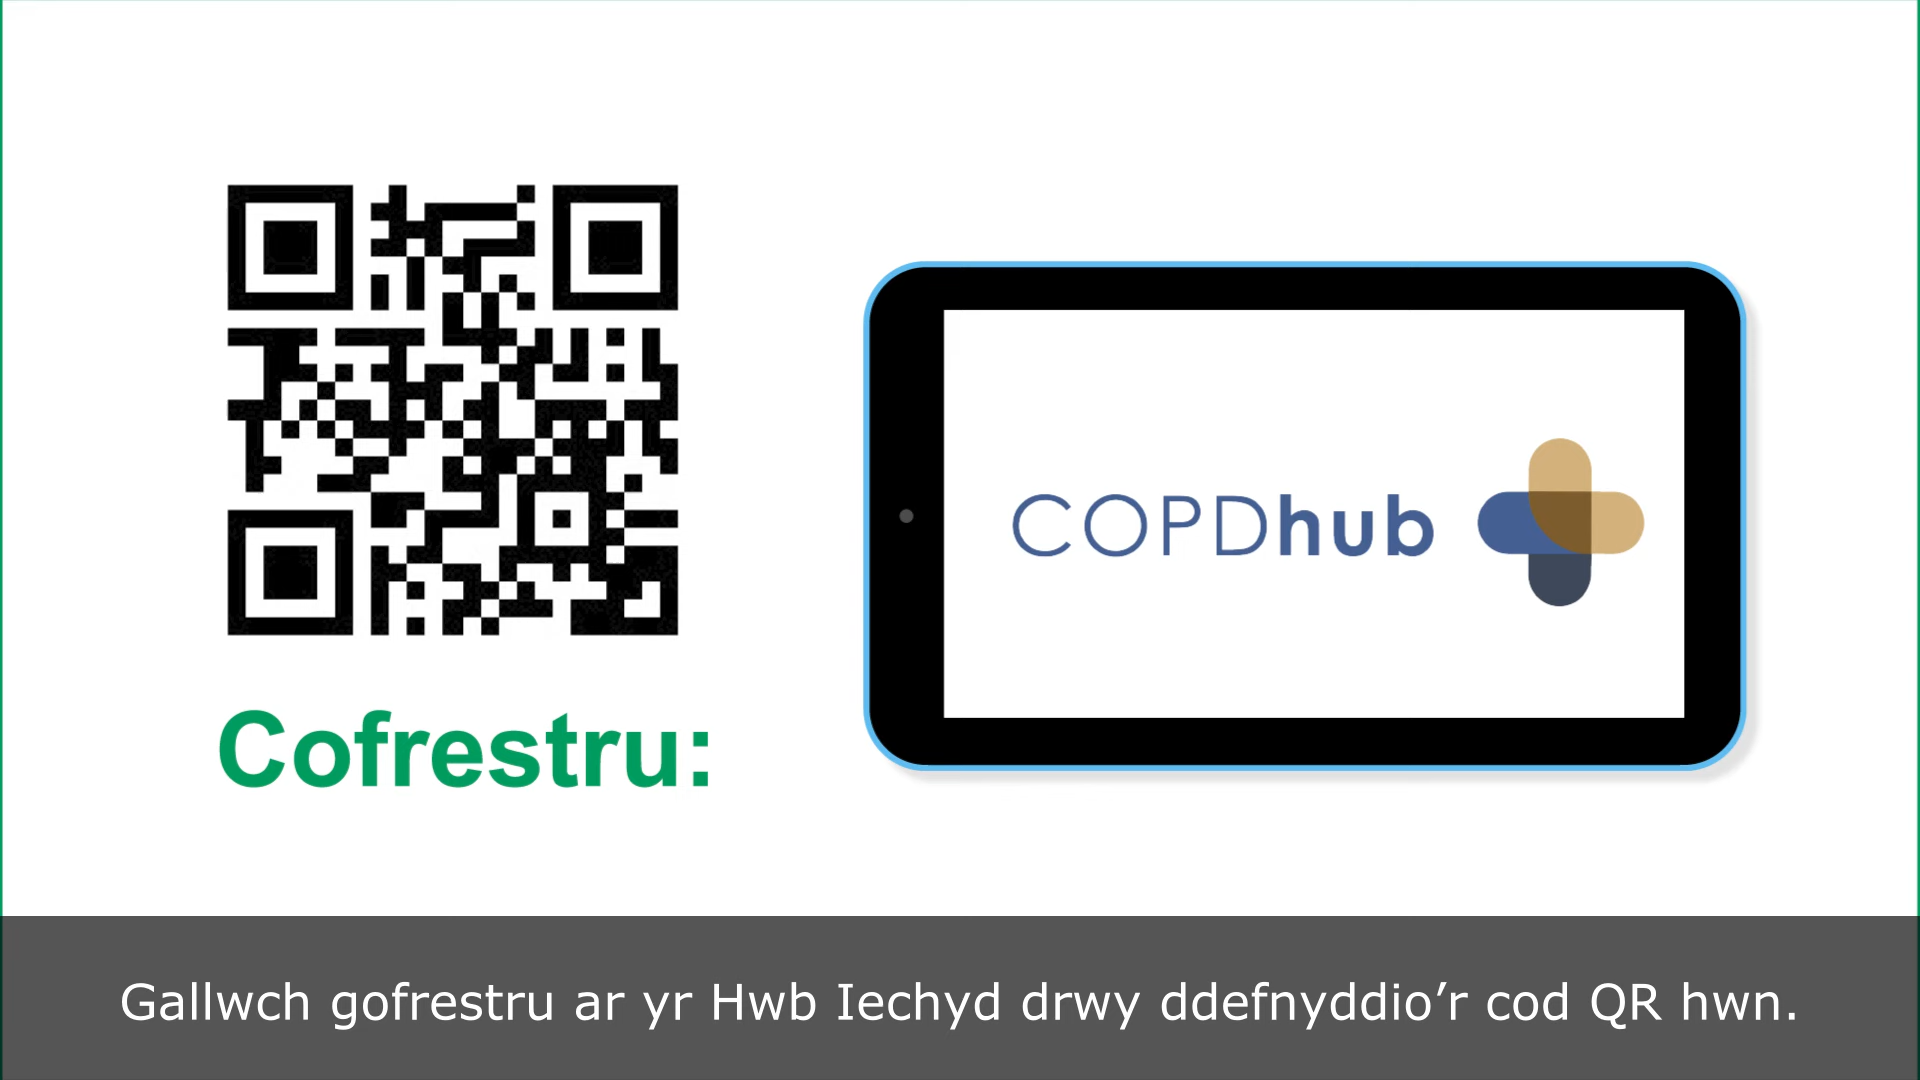 COPDhub
Cofrestru:
Gallwch gofrestru ar yr Hwb Iechyd drwy ddefnyddio’r cod QR hwn.